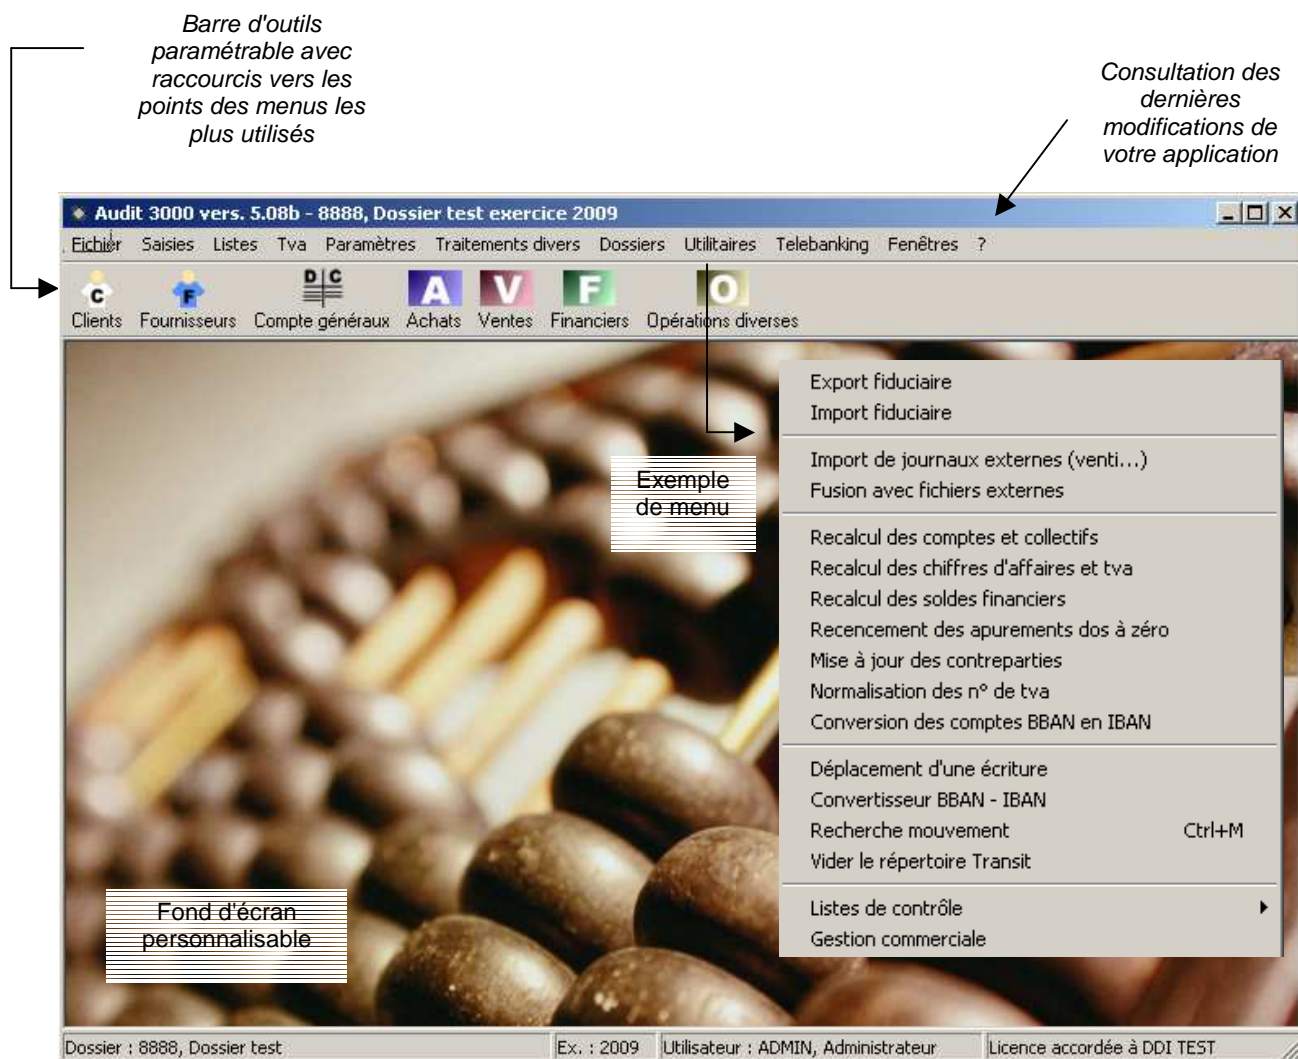 Barre d'outils
paramétrable avec
raccourcis vers les
points des menus les
plus utilisés
Consultation des
dernières
modifications de
votre application
Audit 3000 vers. 5.08b - 8888, Dossier test exercice 2009
Fichier Saisies Listes Tva Paramètres Traitements divers Dossiers Utilitaires Telebanking Fenêtres ?
C F D C A V F O
Clients Fournisseurs Compte généraux Achats Ventes Financiers Opérations diverses
Export fiduciaire
Import fiduciaire
Import de journaux externes (venti...)
Fusion avec fichiers externes
Exemple
de menu
Recalcul des comptes et collectifs
Recalcul des chiffres d'affaires et tva
Recalcul des soldes financiers
Recencement des apurements dos à zéro
Mise à jour des contreparties
Normalisation des n° de tva
Conversion des comptes BBAN en IBAN
Déplacement d'une écriture
Convertisseur BBAN - IBAN
Recherche mouvement Ctrl+M
Vider le répertoire Transit
Listes de contrôle
Gestion commerciale
Fond d'écran
personnalisable
Dossier : 8888, Dossier test Ex. : 2009 Utilisateur : ADMIN, Administrateur Licence accordée à DDI TEST